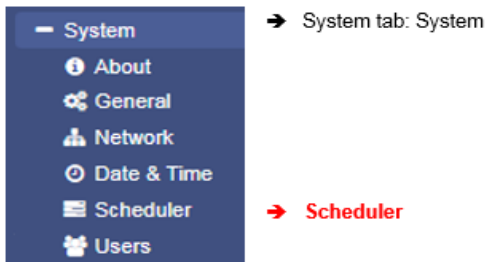 System
➔ System tab: System
About
General
Network
Date & Time
Scheduler
➔ Scheduler
Users